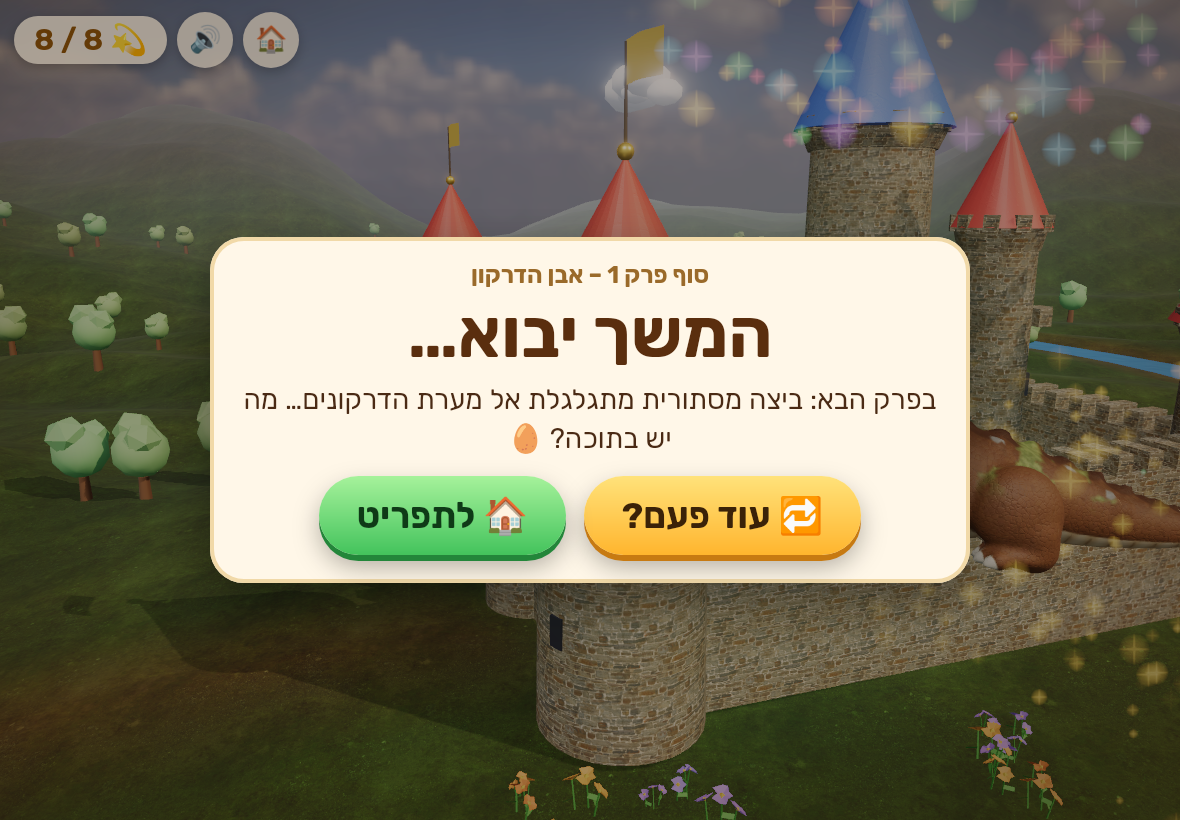 8 / 8
סוף פרק 1 – אבן הדרקון
המשך יבוא...
בפרק הבא: ביצה מסתורית מתגלגלת אל מערת הדרקונים... מה
יש בתוכה? 🥚
🔁 עוד פעם?
🏠 לתפריט